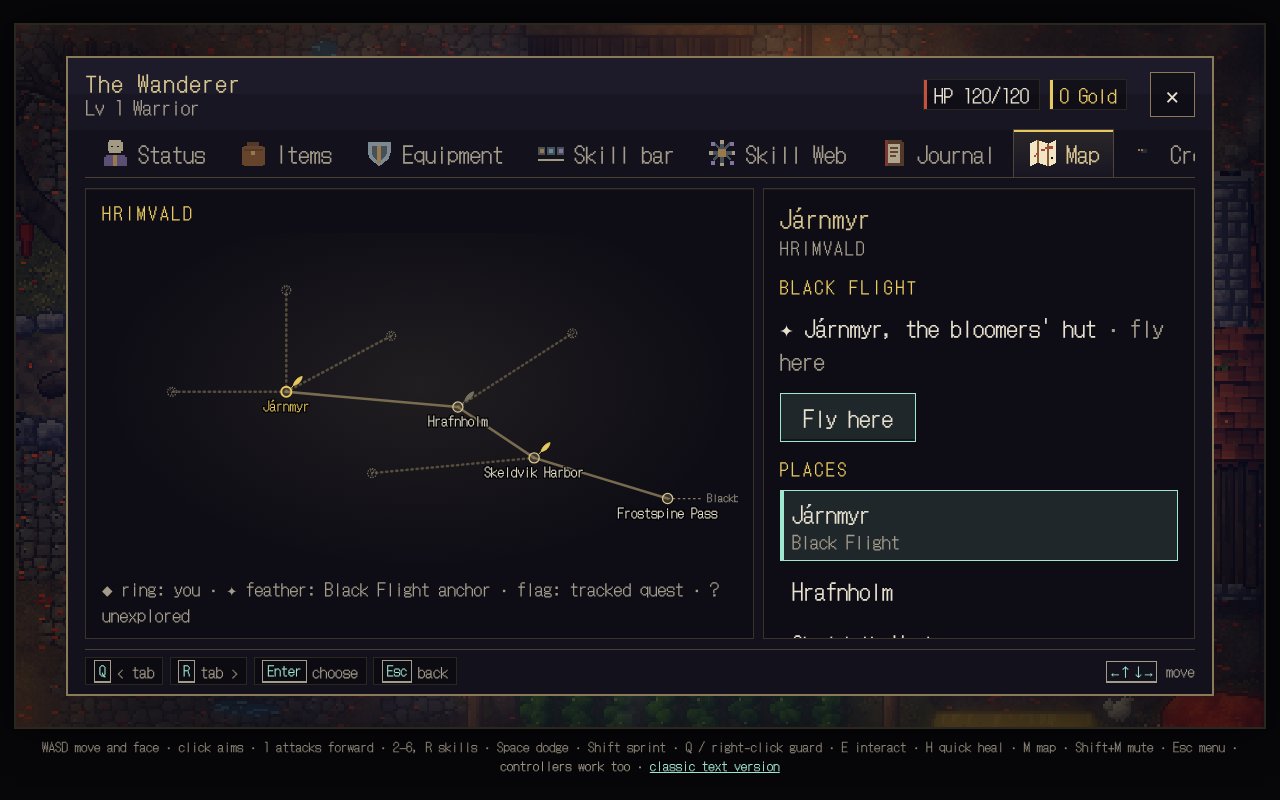 The Wanderer
Lv 1 Warrior
HP 120/120
0 Gold
×
Status
Items
Equipment
Skill bar
Skill Web
Journal
Map
HRIMVALD
Járnmyr
Hrafnholm
Skeldvik Harbor
Frostspine Pass
◆ ring: you · ✦ feather: Black Flight anchor · flag: tracked quest · ?
unexplored
Járnmyr
HRIMVALD
BLACK FLIGHT
✦ Járnmyr, the bloomers' hut · fly
here
Fly here
PLACES
Járnmyr
Black Flight
Hrafnholm
Q < tab
R tab >
Enter choose
Esc back
←↑↓→ move
WASD move and face · click aims · 1 attacks forward · 2–6, R skills · Space dodge · Shift sprint · Q / right-click guard · E interact · H quick heal · M map · Shift+M mute · Esc menu ·
controllers work too · classic text version